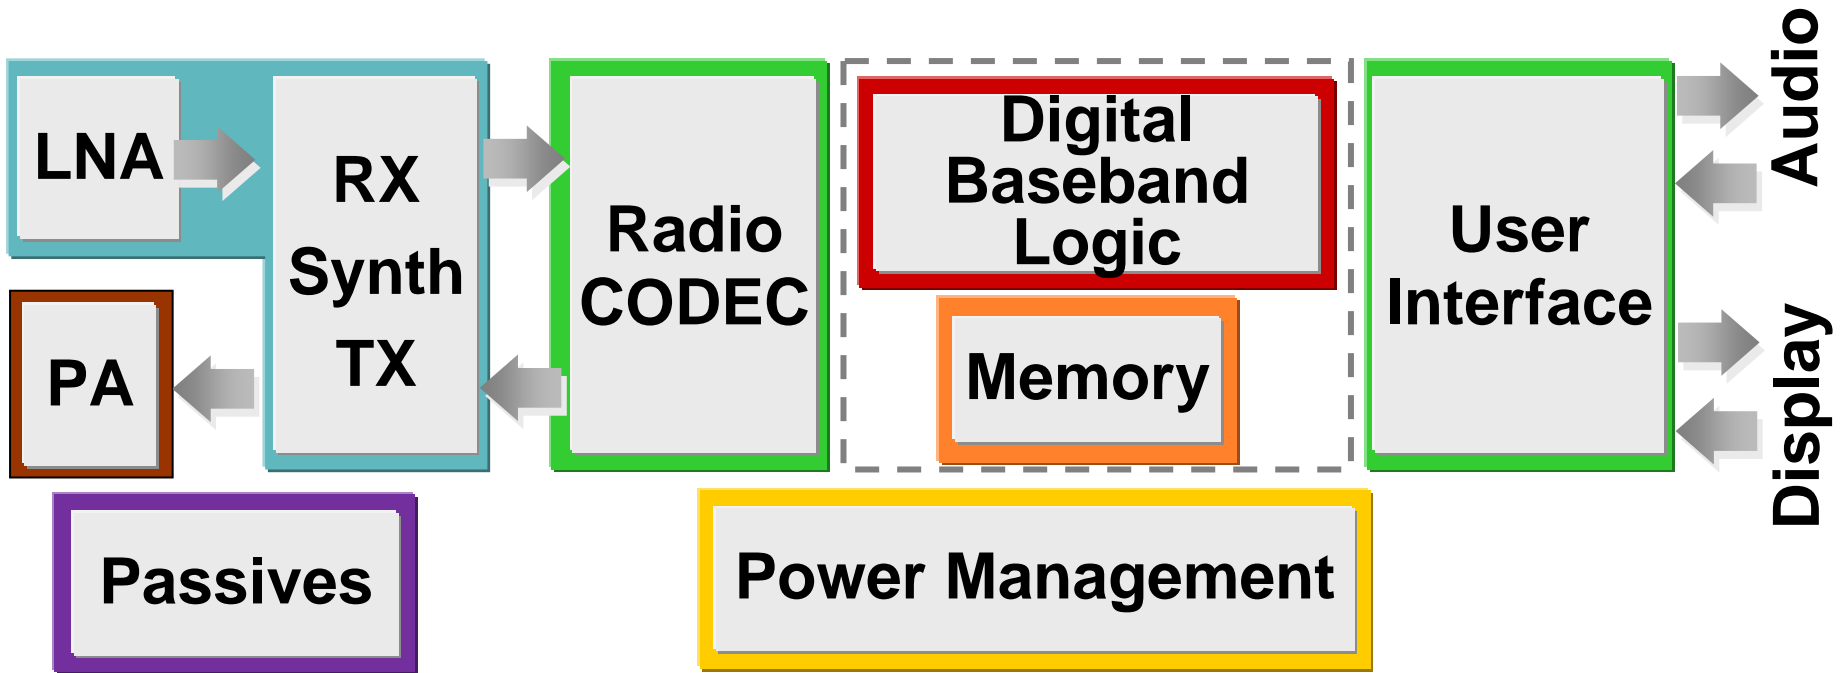 LNA
RX
Synth
TX
PA
Radio
CODEC
Digital
Baseband
Logic
Memory
User
Interface
Audio
Display
Passives
Power Management